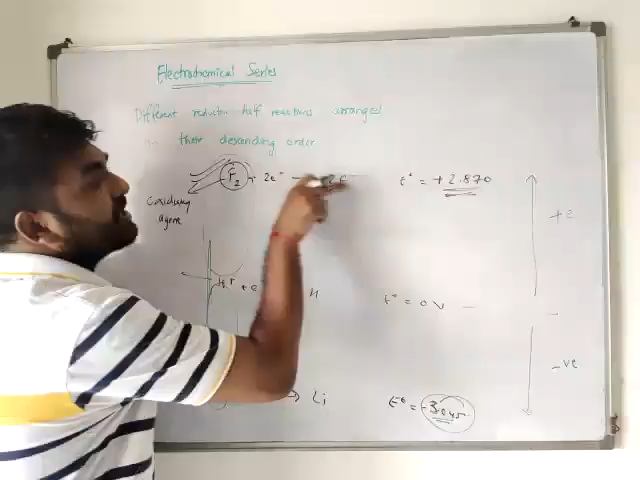 Electrochemical Series
Different reduction half reactions arranged
in their descending order
F2 + 2e- → 2F- E° = +2.870
Oxidising
agent
+e
H+ + e H E° = 0 V
-ve
→ Li E° = -3.045